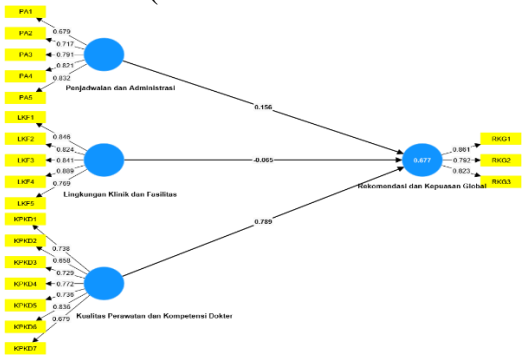 PA1
PA2
PA3
PA4
PA5
0.679
0.717
0.791
0.821
0.832
Penjadwalan dan Administrasi
0.156
LKF1
LKF2
LKF3
LKF4
LKF5
0.846
0.824
0.841
0.889
0.769
Lingkungan Klinik dan Fasilitas
-0.065
0.677
Rekomendasi dan Kepuasan Global
0.861
0.792
0.823
RKG1
RKG2
RKG3
0.789
KPKD1
KPKD2
KPKD3
KPKD4
KPKD5
KPKD6
KPKD7
0.738
0.658
0.729
0.772
0.738
0.836
0.679
Kualitas Perawatan dan Kompetensi Dokter